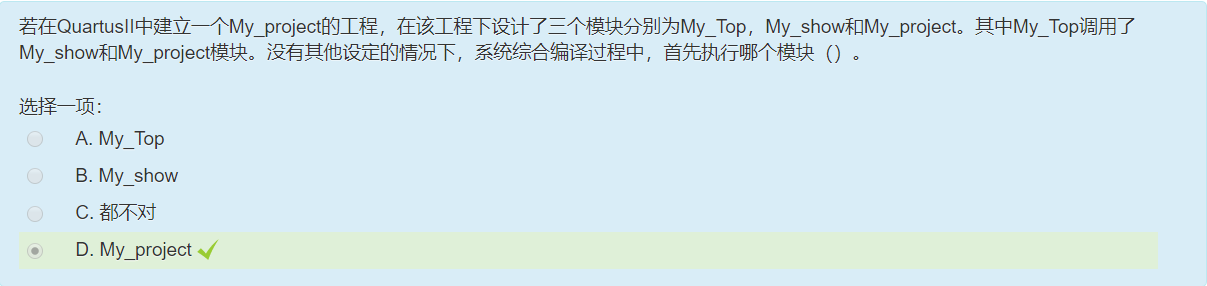 若在QuartusII中建立一个My_project的工程，在该工程下设计了三个模块分别为My_Top，My_show和My_project。其中My_Top调用了
My_show和My_project模块。没有其他设定的情况下，系统综合编译过程中，首先执行哪个模块（）。
选择一项：
A. My_Top
B. My_show
C. 都不对
D. My_project